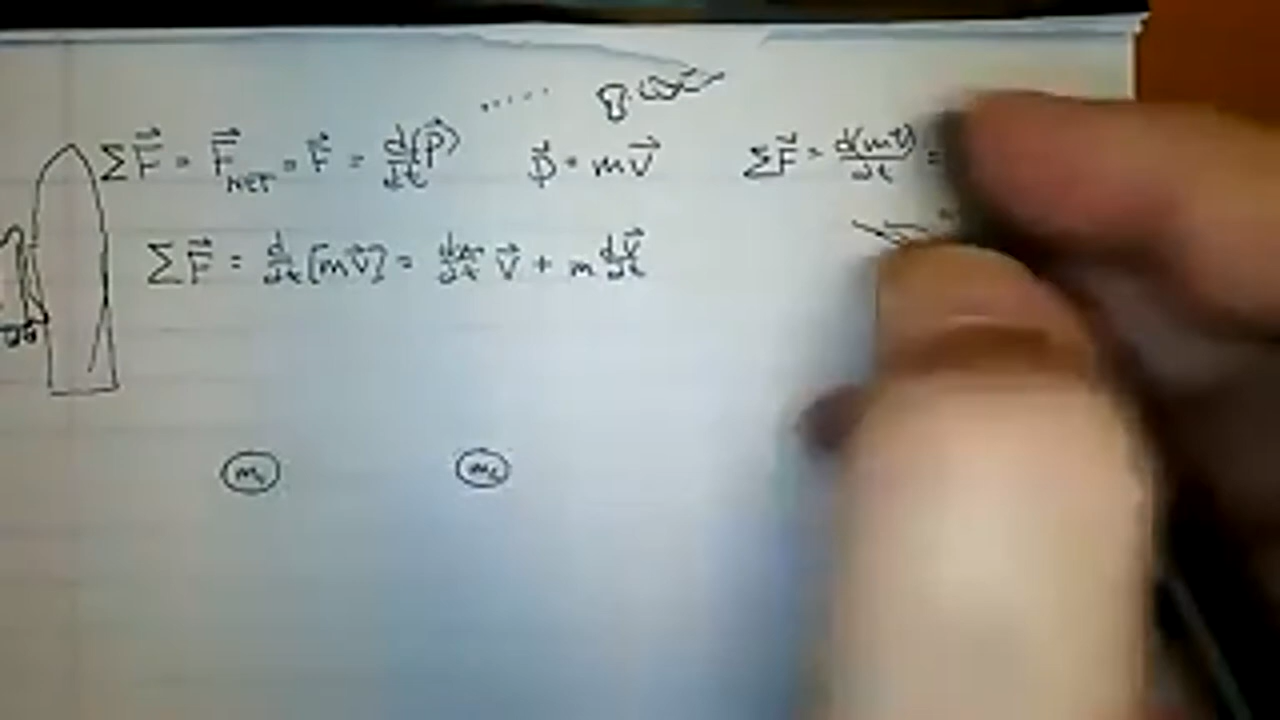 ΣF⃗ = F⃗ₙₑₜ = F⃗ = d(p⃗)/dt p⃗ = mv⃗ ΣF⃗ = d(mv⃗)/dt =
ΣF⃗ = d/dt [mv⃗] = dm/dt v⃗ + m dv⃗/dt
m₁ m₂